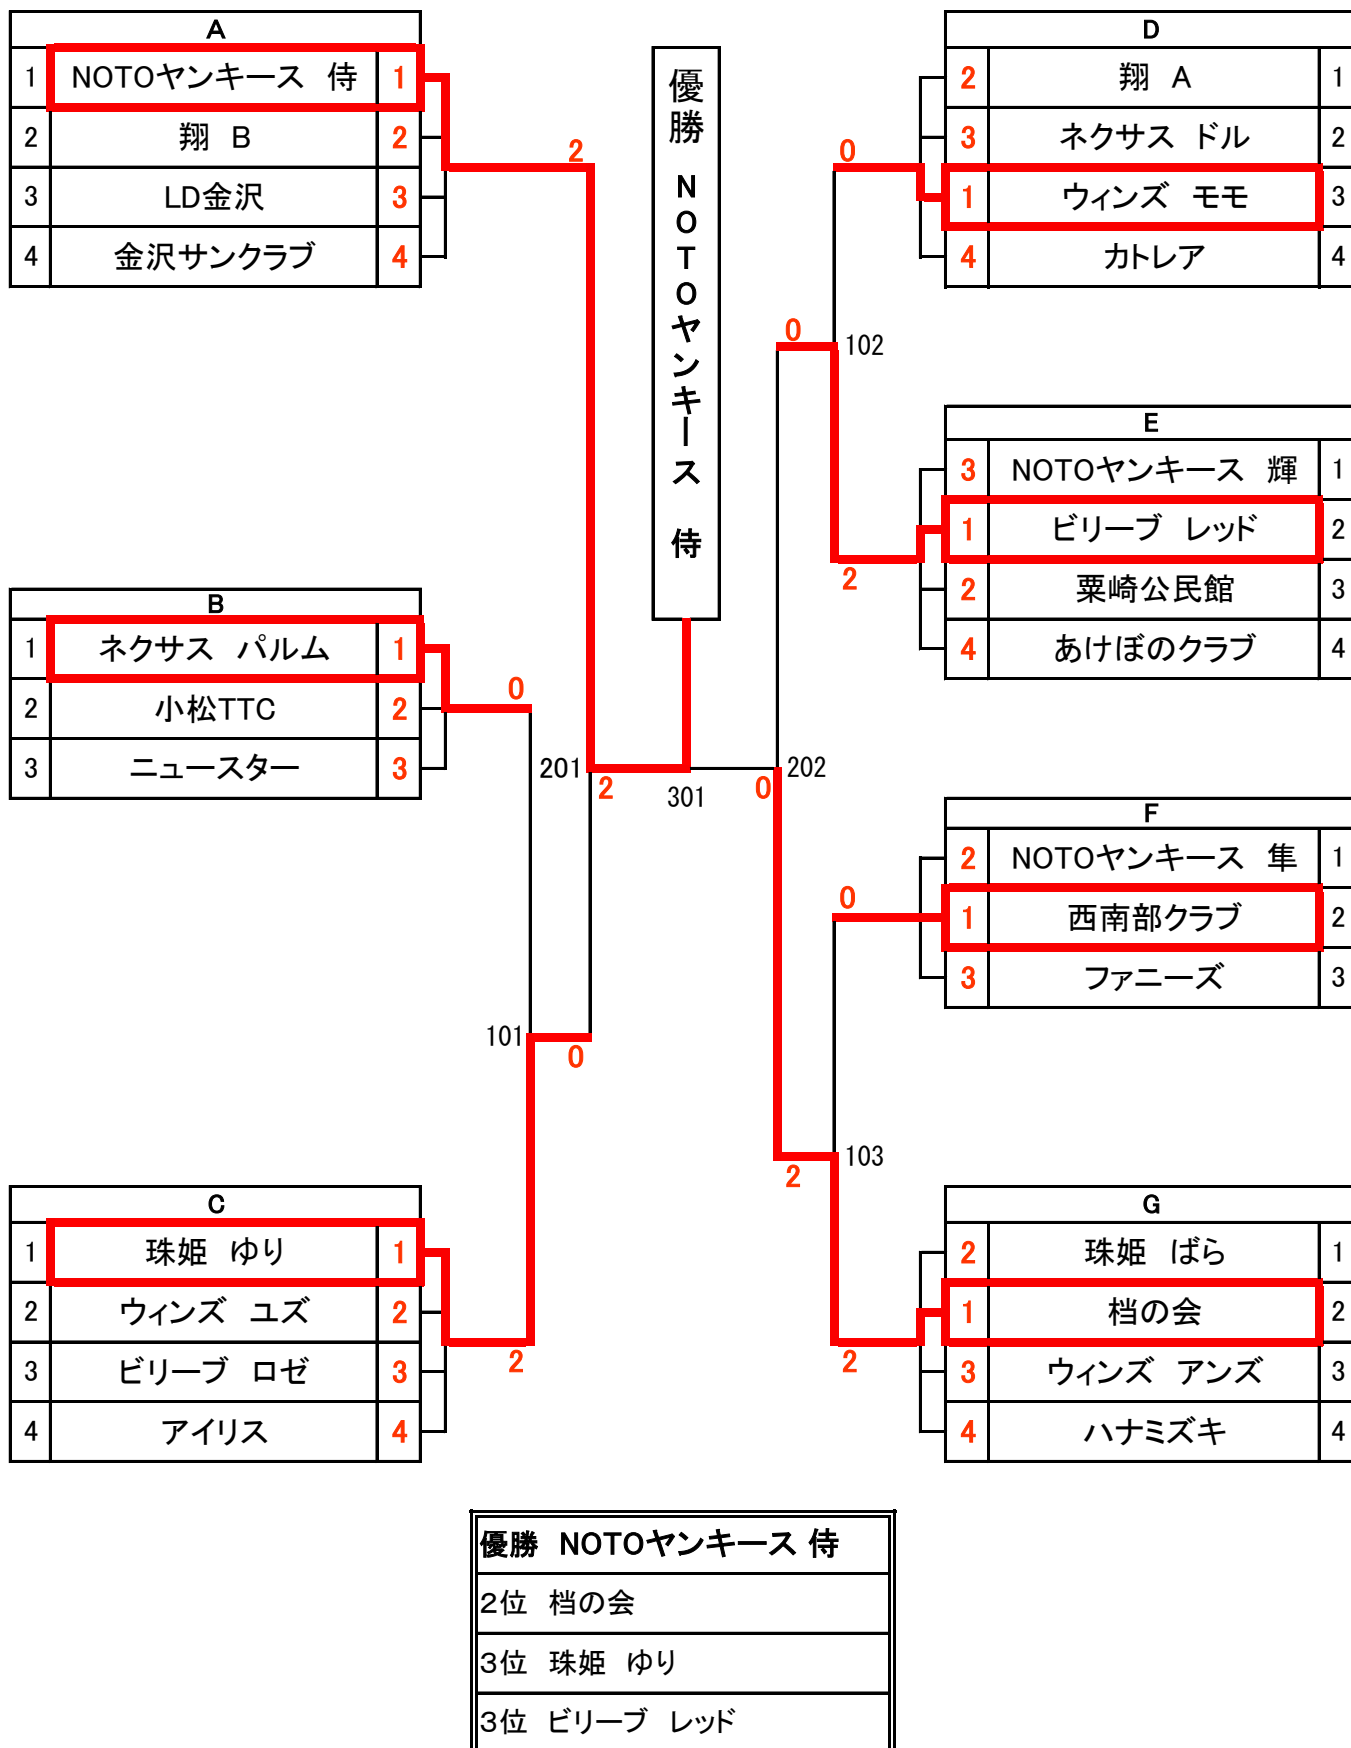 A
1 NOTOヤンキース 侍 1
2 翔 B 2
3 LD金沢 3
4 金沢サンクラブ 4
B
1 ネクサス パルム 1
2 小松TTC 2
3 ニュースター 3
C
1 珠姫 ゆり 1
2 ウィンズ ユズ 2
3 ビリーブ ロゼ 3
4 アイリス 4
2
0
201
2
101
0
2
優勝 NOTOヤンキース 侍
301
0
0
102
2
0
202
0
2
103
2
D
2 翔 A 1
3 ネクサス ドル 2
1 ウィンズ モモ 3
4 カトレア 4
E
3 NOTOヤンキース 輝 1
1 ビリーブ レッド 2
2 粟崎公民館 3
4 あけぼのクラブ 4
F
2 NOTOヤンキース 隼 1
1 西南部クラブ 2
3 ファニーズ 3
G
2 珠姫 ばら 1
1 档の会 2
3 ウィンズ アンズ 3
4 ハナミズキ 4
優勝 NOTOヤンキース 侍
2位 档の会
3位 珠姫 ゆり
3位 ビリーブ レッド